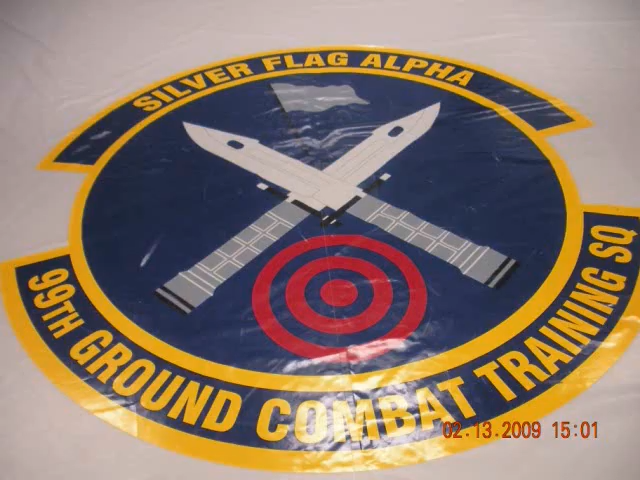 SILVER FLAG ALPHA
99TH GROUND COMBAT TRAINING SQ
02.13.2009 15:01